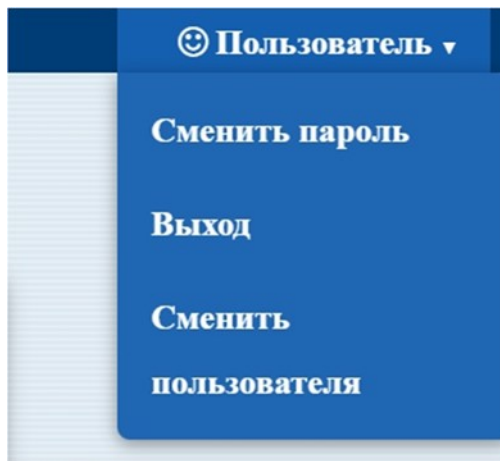 ☺ Пользователь ▾
Сменить пароль
Выход
Сменить
пользователя